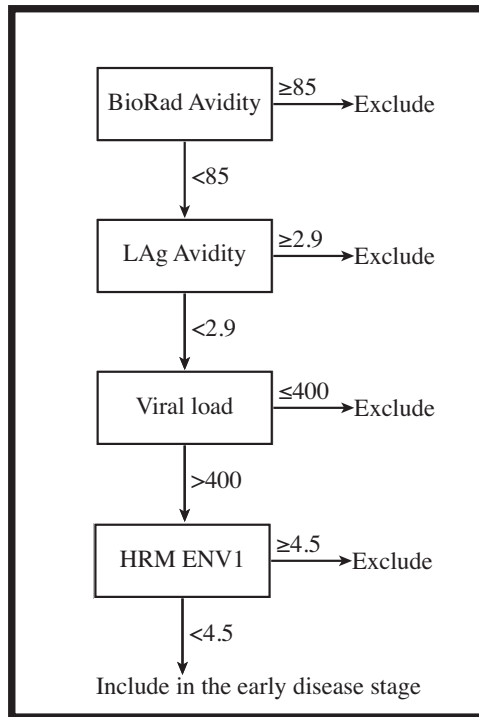 BioRad Avidity
≥85
Exclude
<85
LAg Avidity
≥2.9
Exclude
<2.9
Viral load
≤400
Exclude
>400
HRM ENV1
≥4.5
Exclude
<4.5
Include in the early disease stage